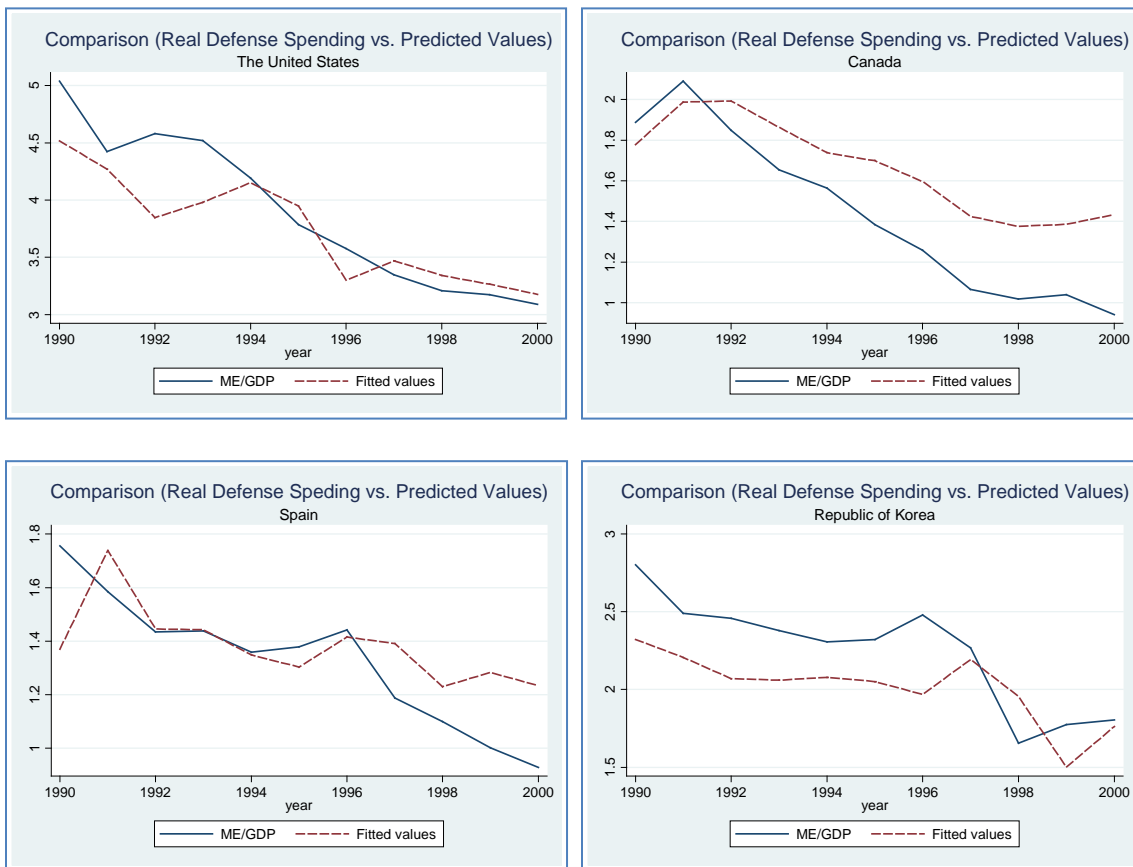 Comparison (Real Defense Spending vs. Predicted Values)
The United States
5
4.5
4
3.5
3
1990 1992 1994 1996 1998 2000
year
ME/GDP Fitted values
Comparison (Real Defense Spending vs. Predicted Values)
Canada
2
1.8
1.6
1.4
1.2
1
1990 1992 1994 1996 1998 2000
year
ME/GDP Fitted values
Comparison (Real Defense Speding vs. Predicted Values)
Spain
1.8
1.6
1.4
1.2
1
1990 1992 1994 1996 1998 2000
year
ME/GDP Fitted values
Comparison (Real Defense Spending vs. Predicted Values)
Republic of Korea
3
2.5
2
1.5
1990 1992 1994 1996 1998 2000
year
ME/GDP Fitted values